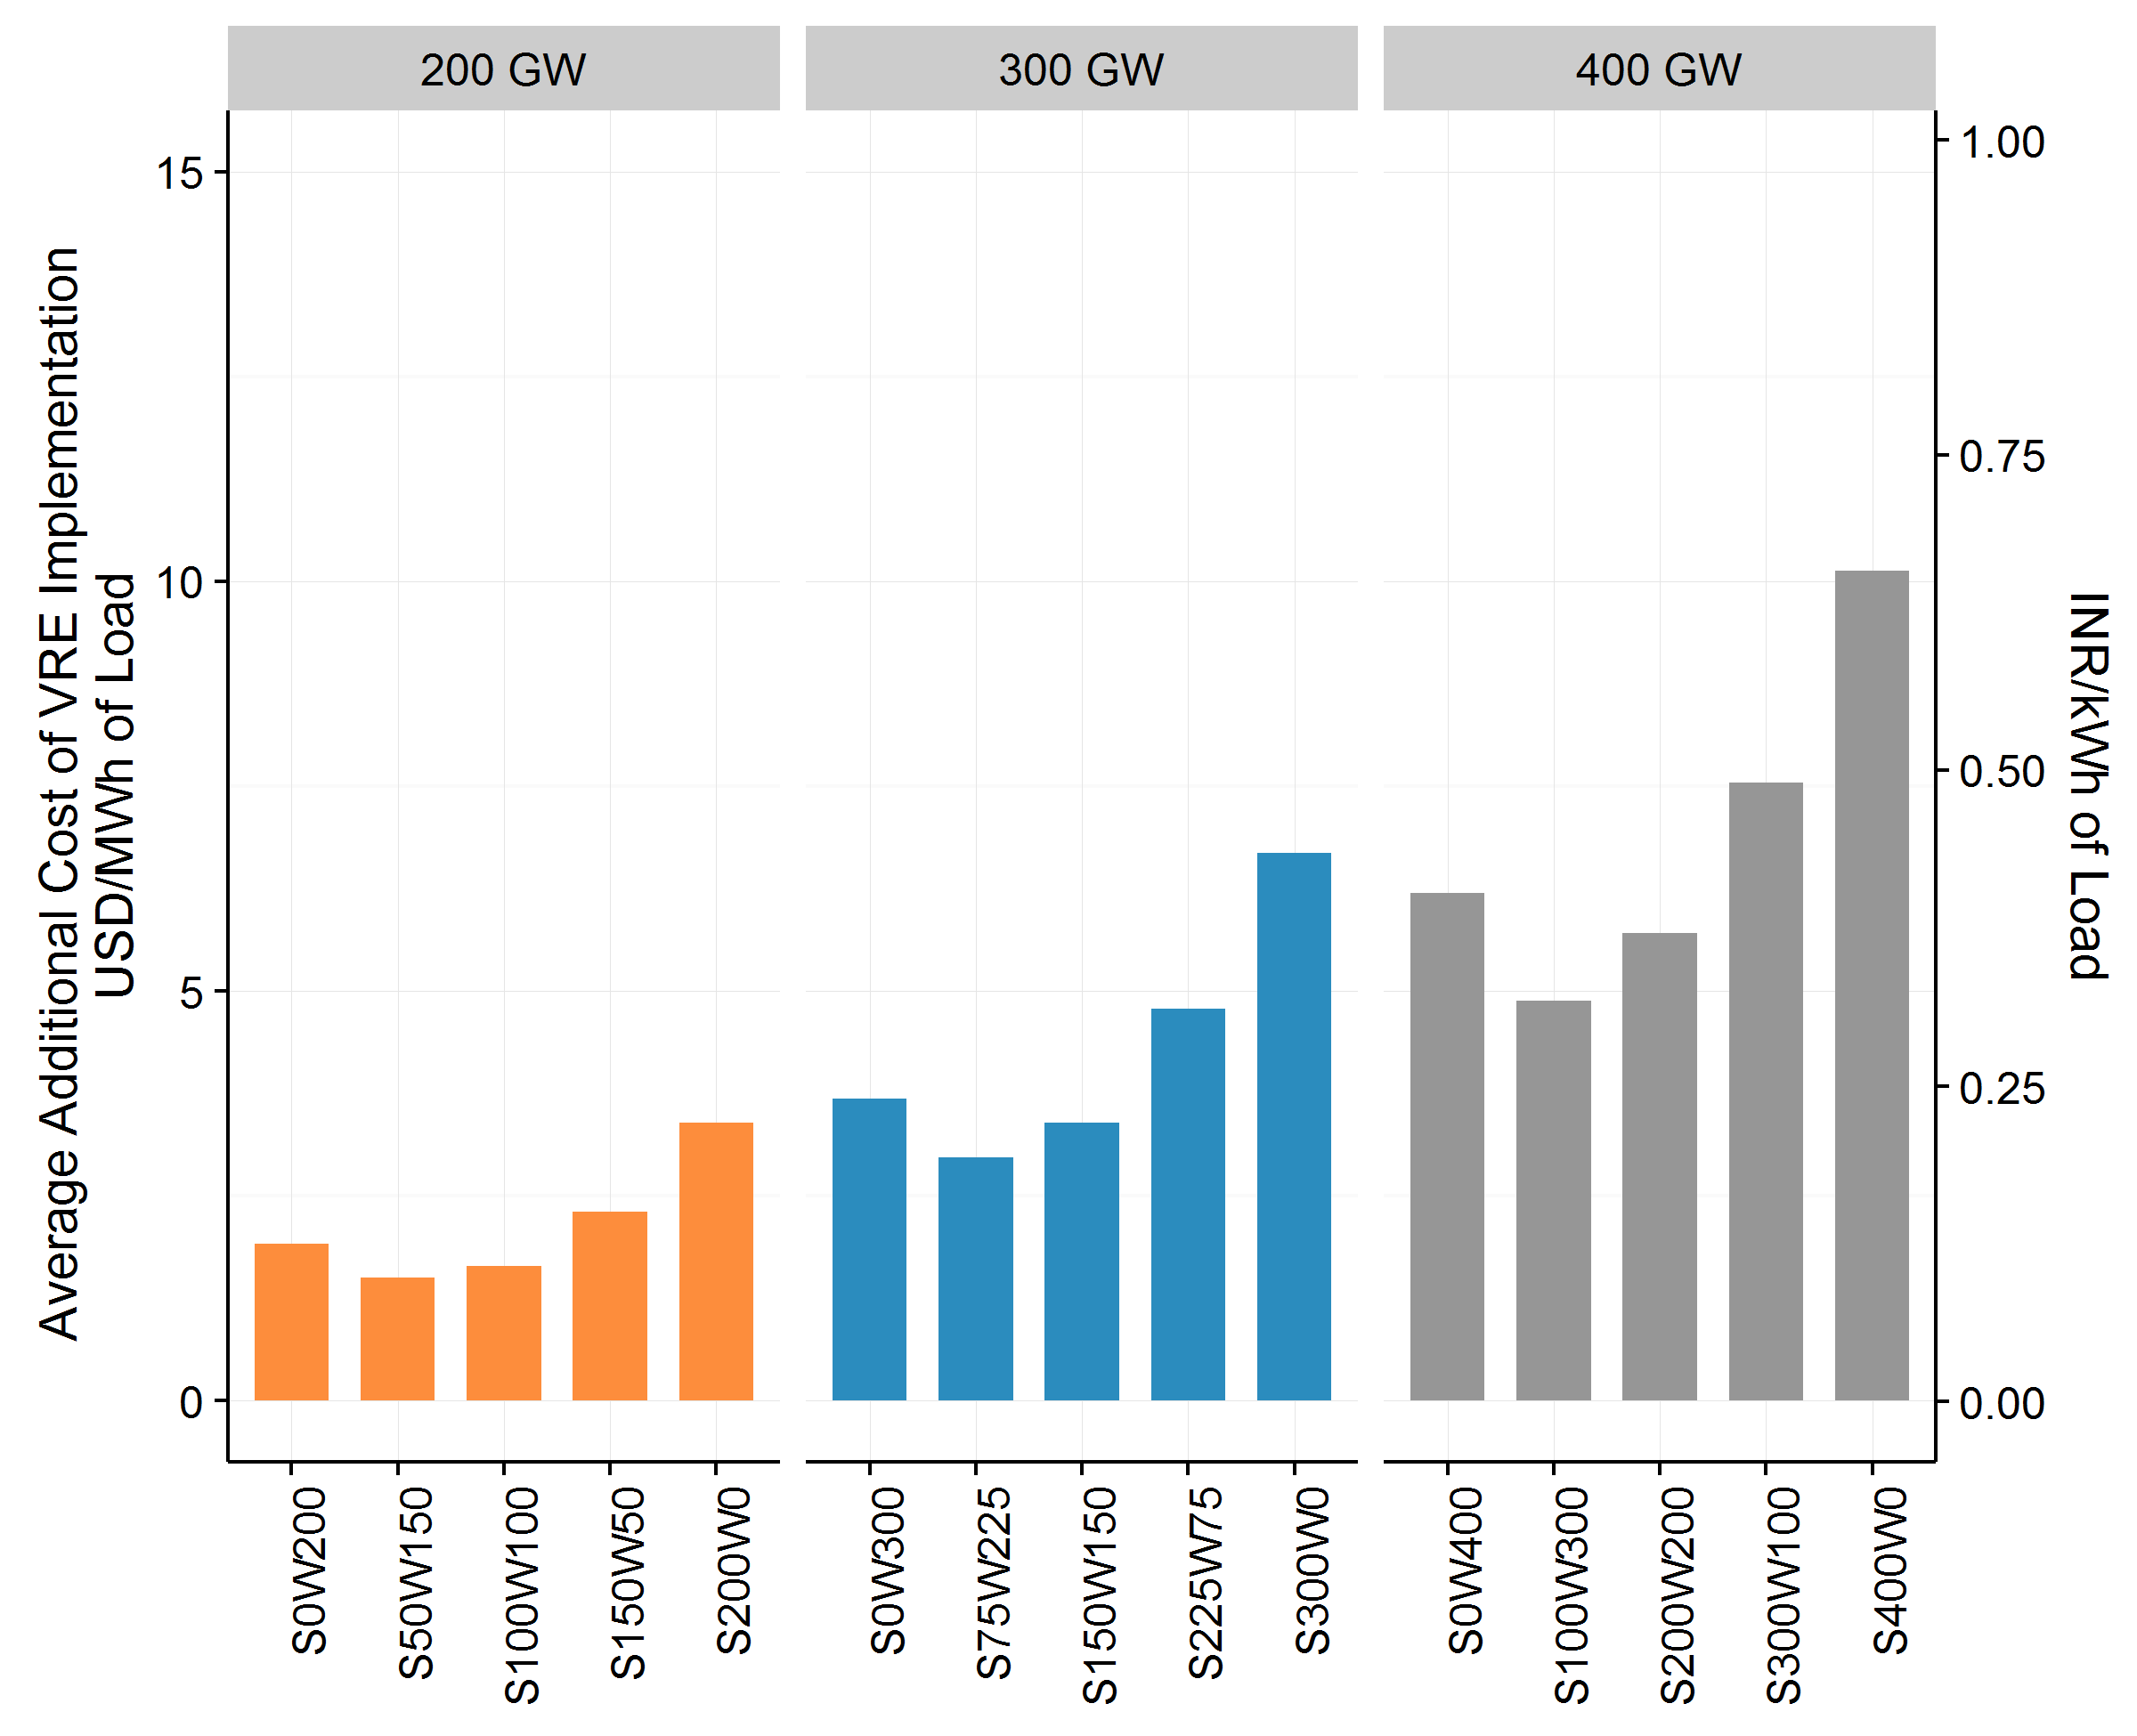 200 GW
300 GW
400 GW
Average Additional Cost of VRE Implementation
USD/MWh of Load
15
10
5
0
1.00
0.75
0.50
0.25
0.00
INR/kWh of Load
S0W200
S50W150
S100W100
S150W50
S200W0
S0W300
S75W225
S150W150
S225W75
S300W0
S0W400
S100W300
S200W200
S300W100
S400W0